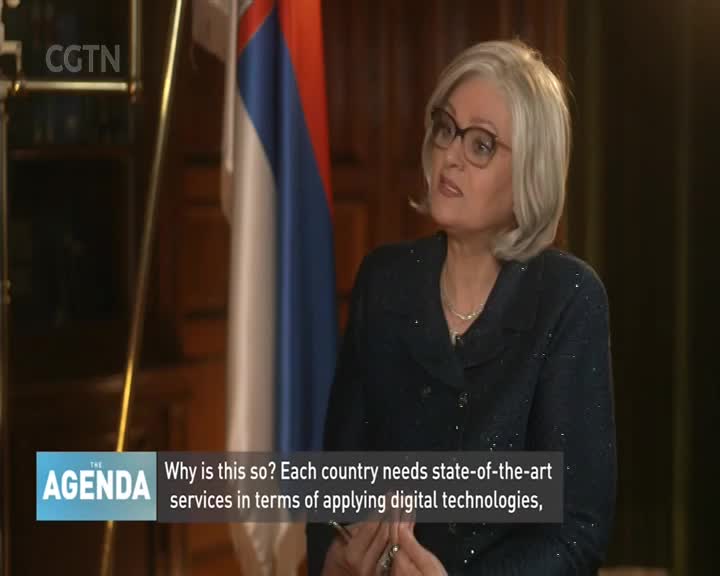 CGTN
THE
AGENDA
Why is this so? Each country needs state-of-the-art
services in terms of applying digital technologies,